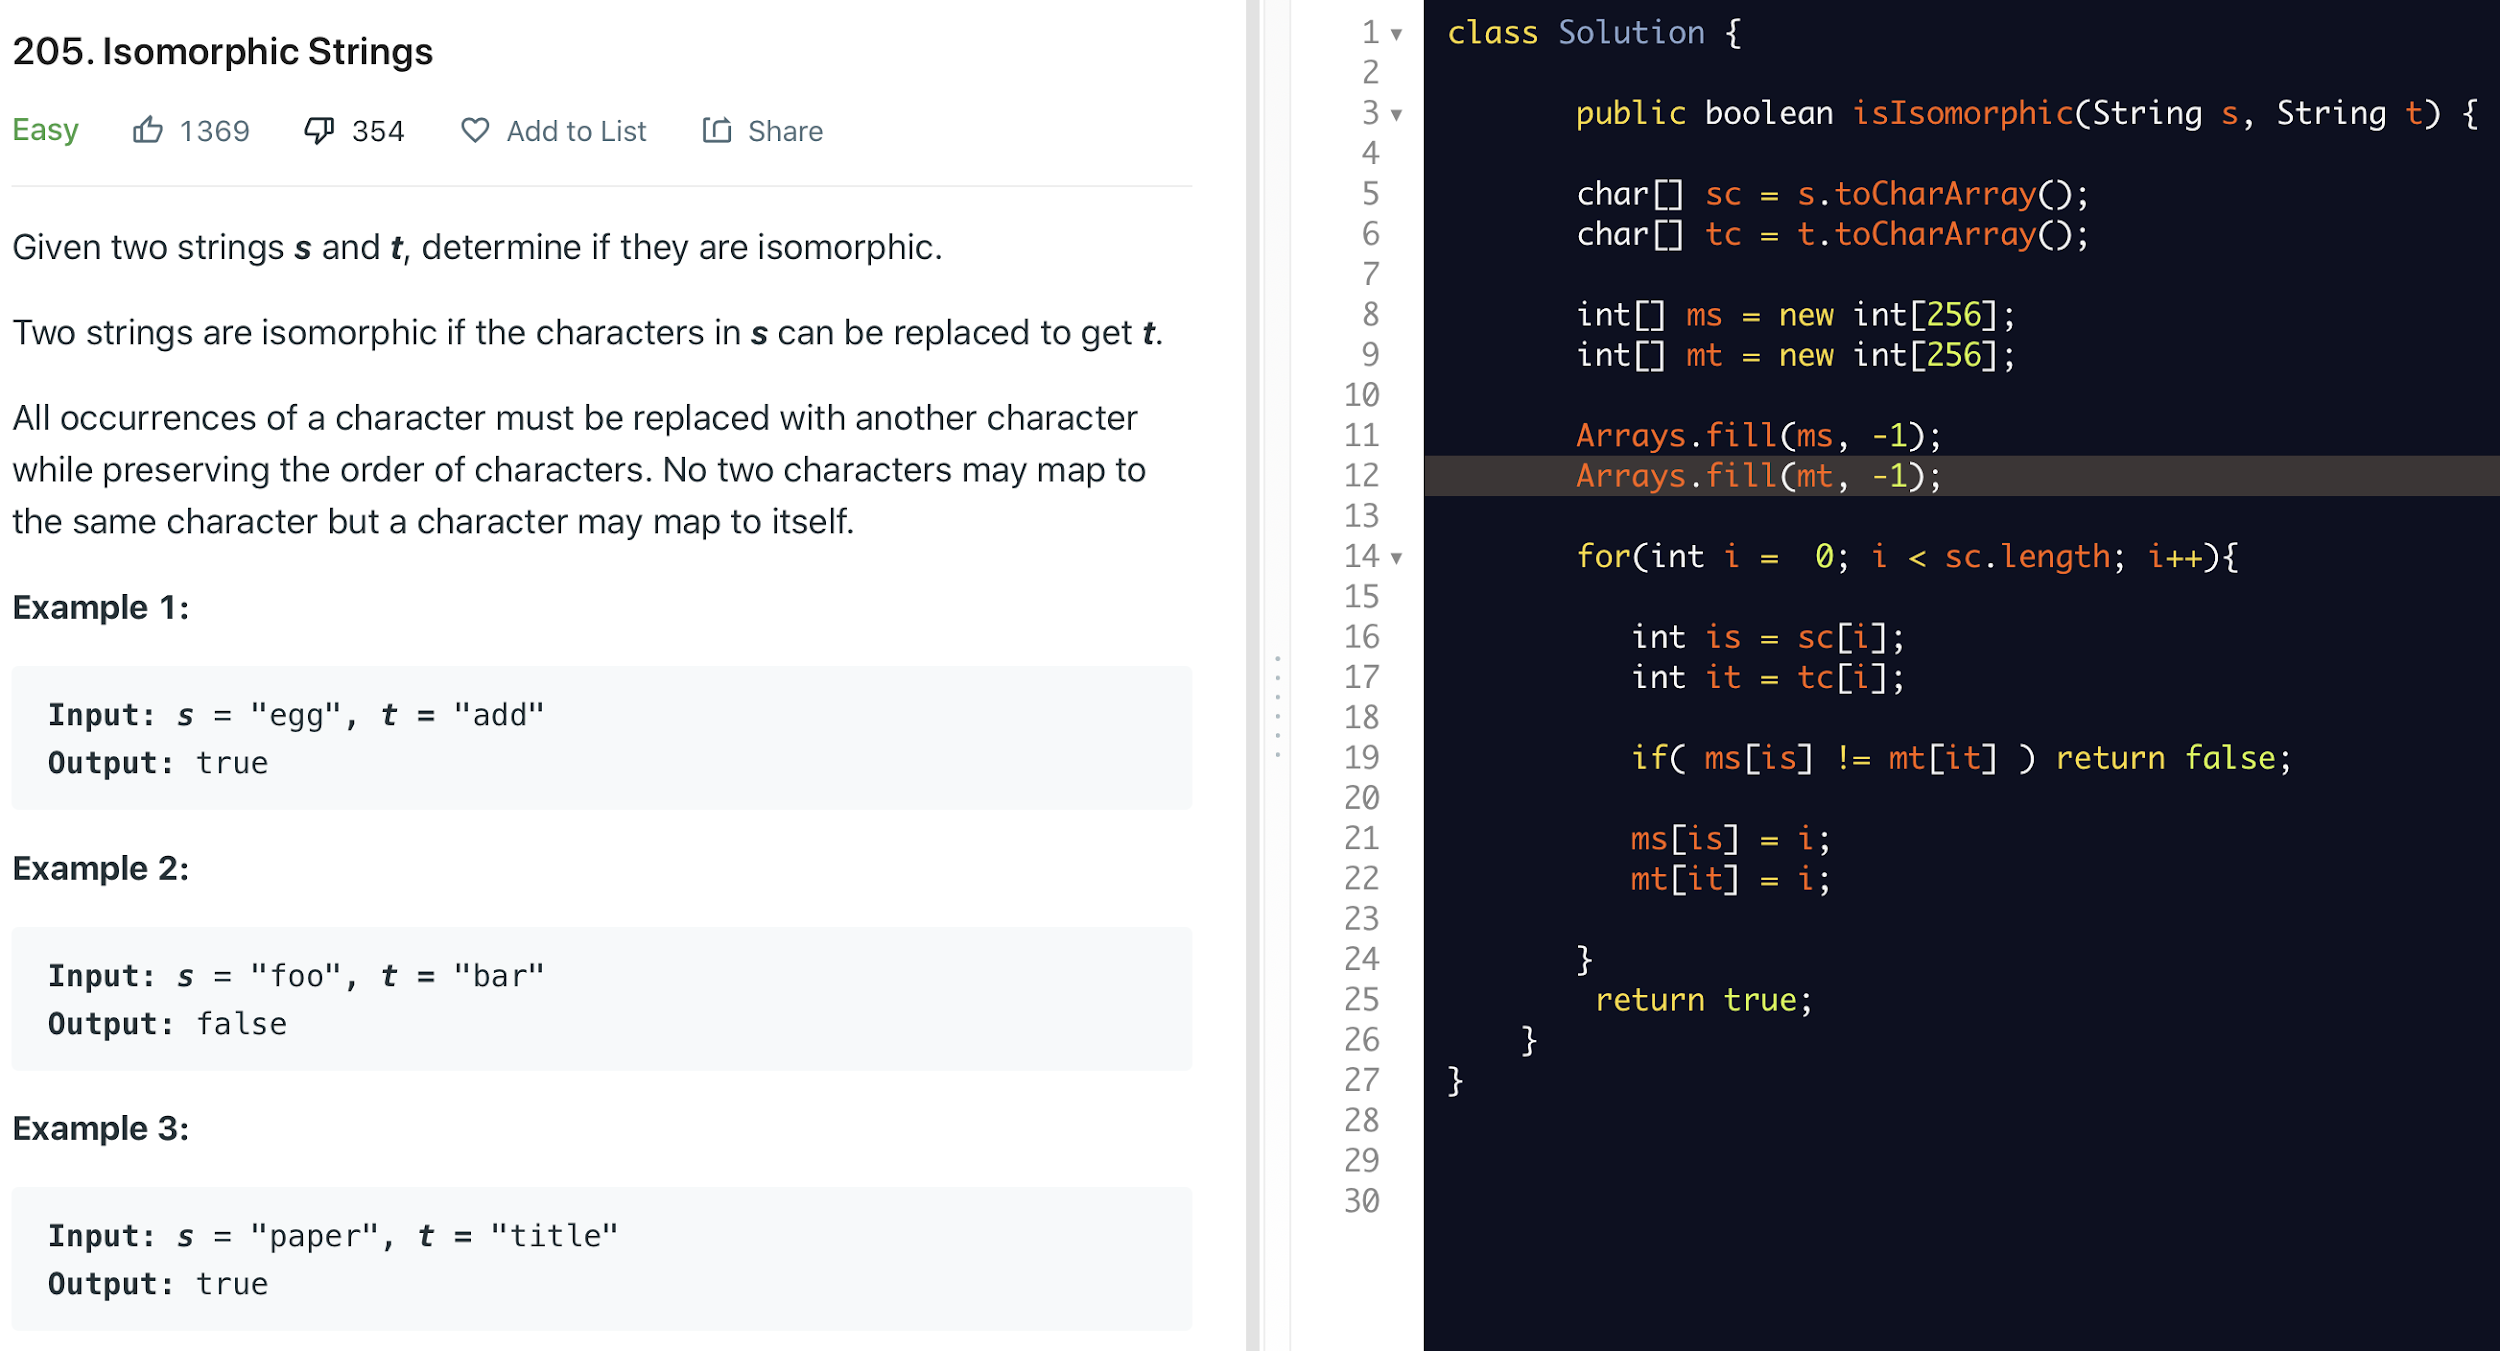 205. Isomorphic Strings
Easy 1369 354 Add to List Share
Given two strings s and t, determine if they are isomorphic.
Two strings are isomorphic if the characters in s can be replaced to get t.
All occurrences of a character must be replaced with another character
while preserving the order of characters. No two characters may map to
the same character but a character may map to itself.
Example 1:
Input: s = "egg", t = "add"
Output: true
Example 2:
Input: s = "foo", t = "bar"
Output: false
Example 3:
Input: s = "paper", t = "title"
Output: true
1 class Solution {
2
3 public boolean isIsomorphic(String s, String t) {
4
5 char[] sc = s.toCharArray();
6 char[] tc = t.toCharArray();
7
8 int[] ms = new int[256];
9 int[] mt = new int[256];
10
11 Arrays.fill(ms, -1);
12 Arrays.fill(mt, -1);
13
14 for(int i =  0; i < sc.length; i++){
15
16 int is = sc[i];
17 int it = tc[i];
18
19 if( ms[is] != mt[it] ) return false;
20
21 ms[is] = i;
22 mt[it] = i;
23
24 }
25 return true;
26 }
27 }
28
29
30